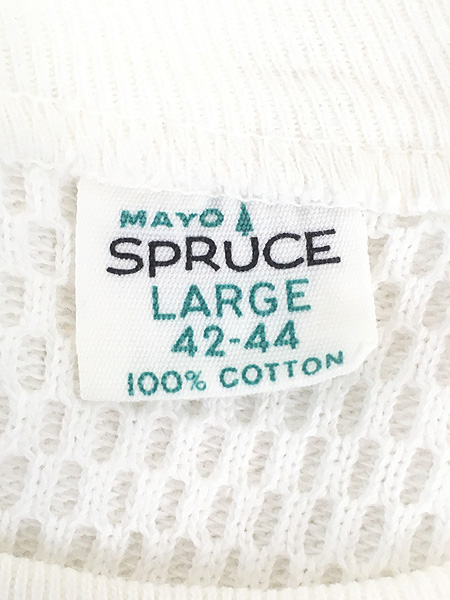 MAYO
SPRUCE
LARGE
42-44
100% COTTON